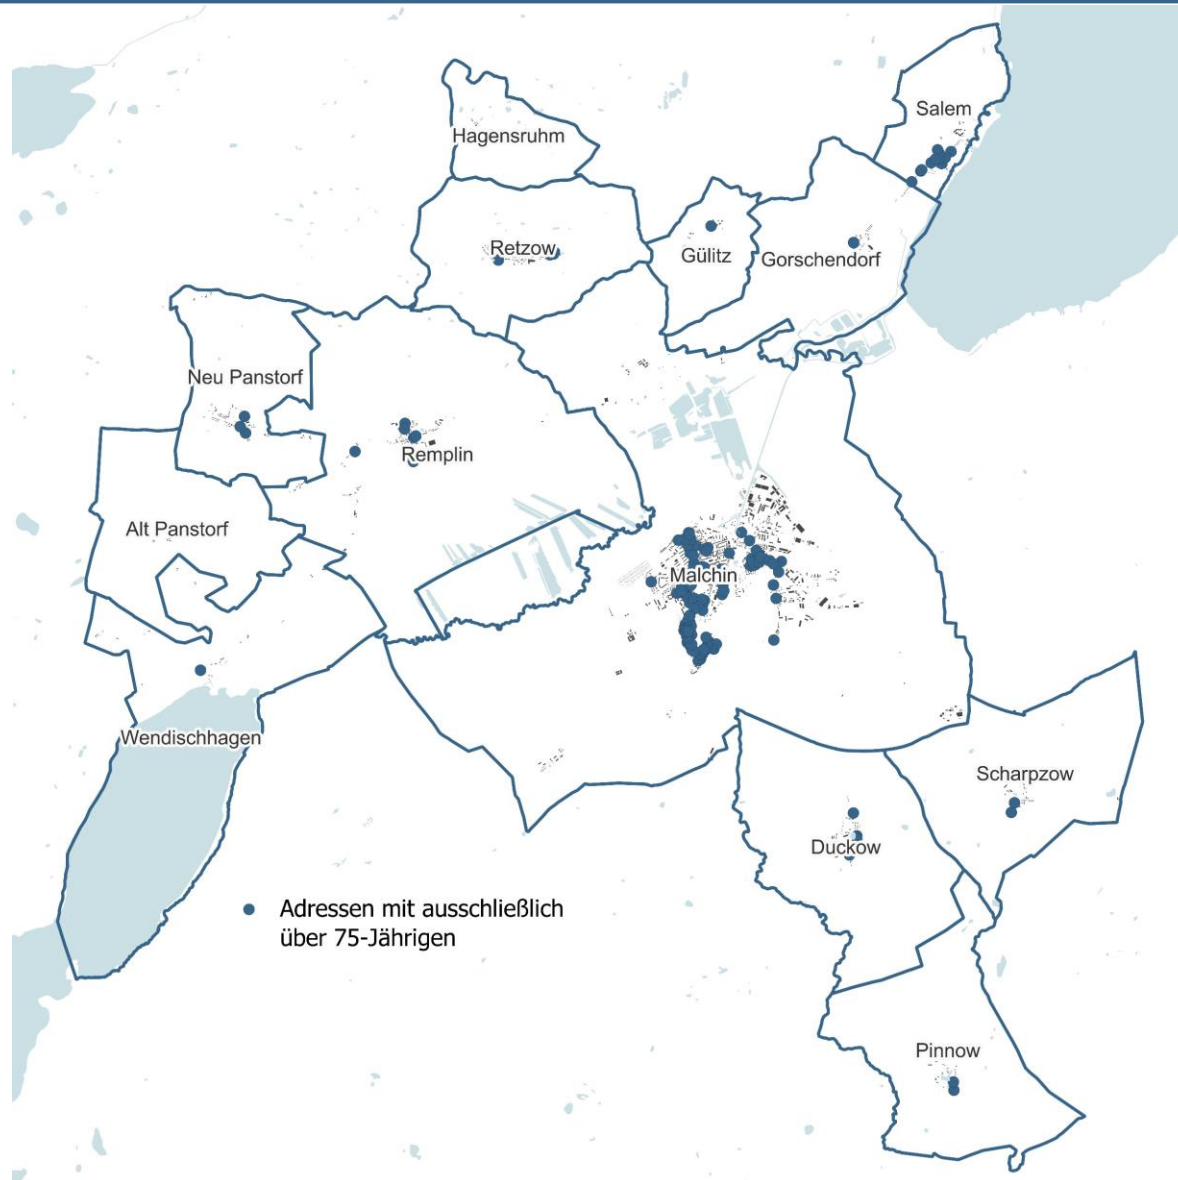 Salem
Hagensruhm
Retzow
Gülitz
Gorschendorf
Neu Panstorf
Remplin
Alt Panstorf
Malchin
Wendischhagen
Scharpzow
Duckow
Adressen mit ausschließlich
über 75-Jährigen
Pinnow